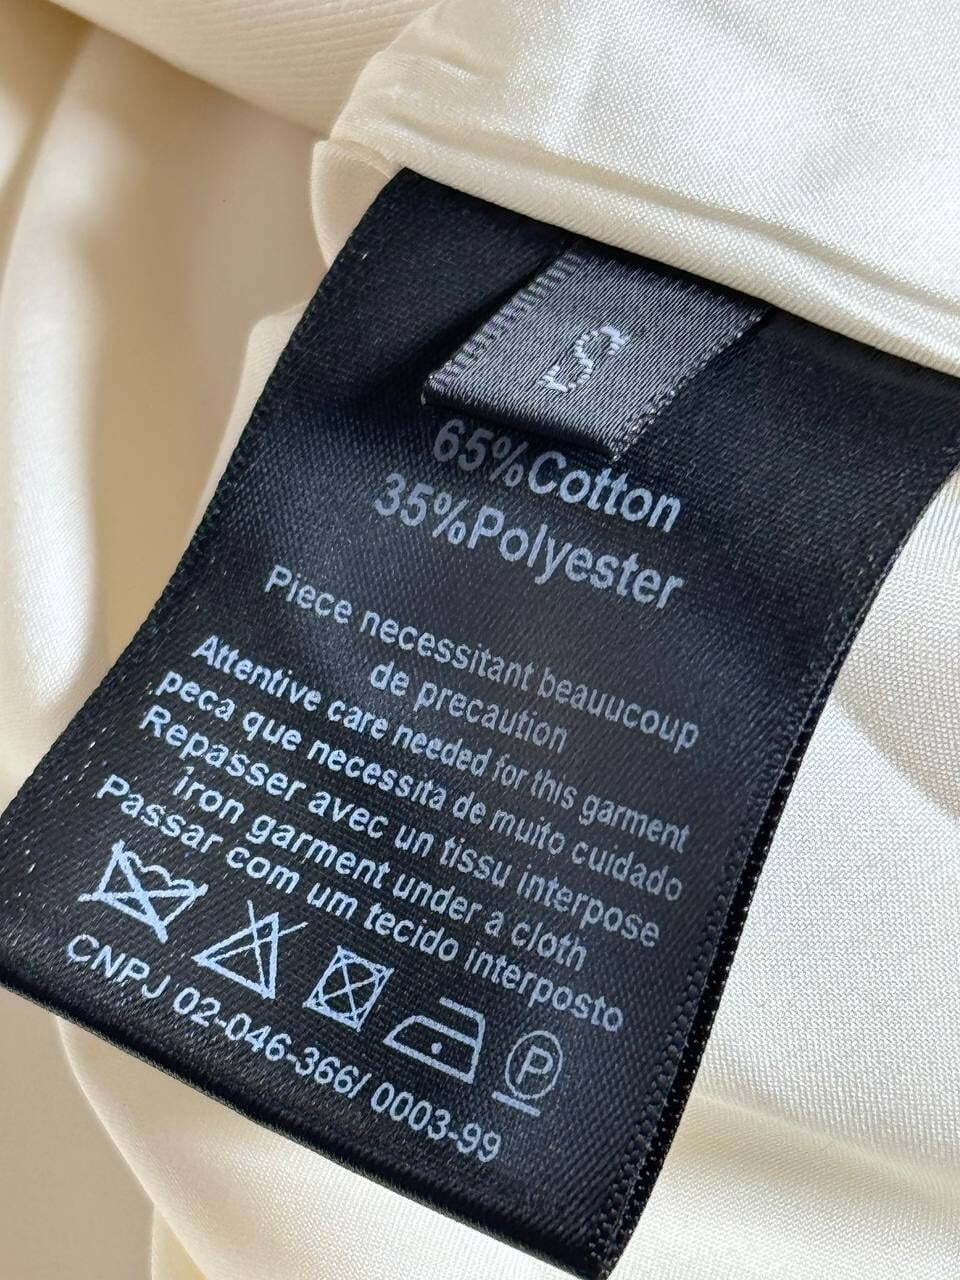 S
65%Cotton
35%Polyester
Piece necessitant beauucoup
de precaution
Attentive care needed for this garment
peca que necessita de muito cuidado
Repasser avec un tissu interpose
iron garment under a cloth
Passar com um tecido interposto
P
CNPJ 02-046-366/ 0003-99